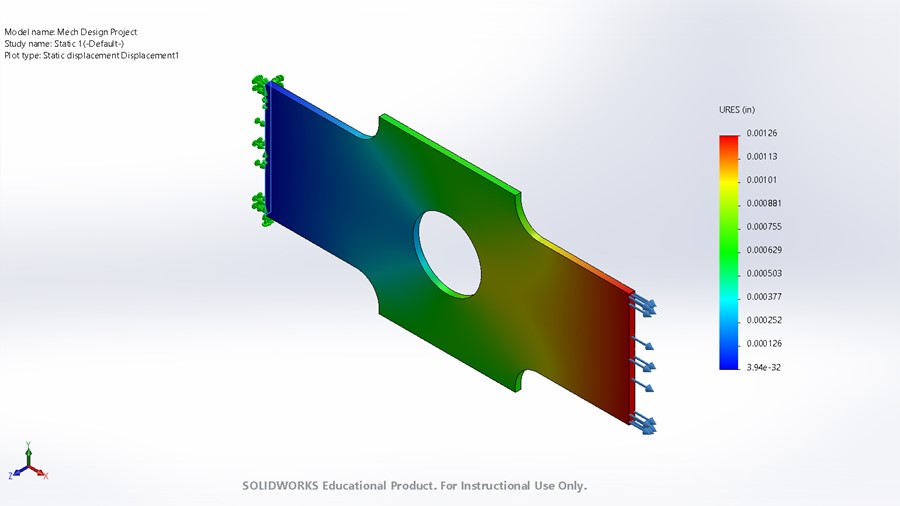 Model name: Mech Design Project
Study name: Static 1(-Default-)
Plot type: Static displacement Displacement1
URES (in)
0.00126
0.00113
0.00101
0.000881
0.000755
0.000629
0.000503
0.000377
0.000252
0.000126
3.94e-32
Y
Z
X
SOLIDWORKS Educational Product. For Instructional Use Only.